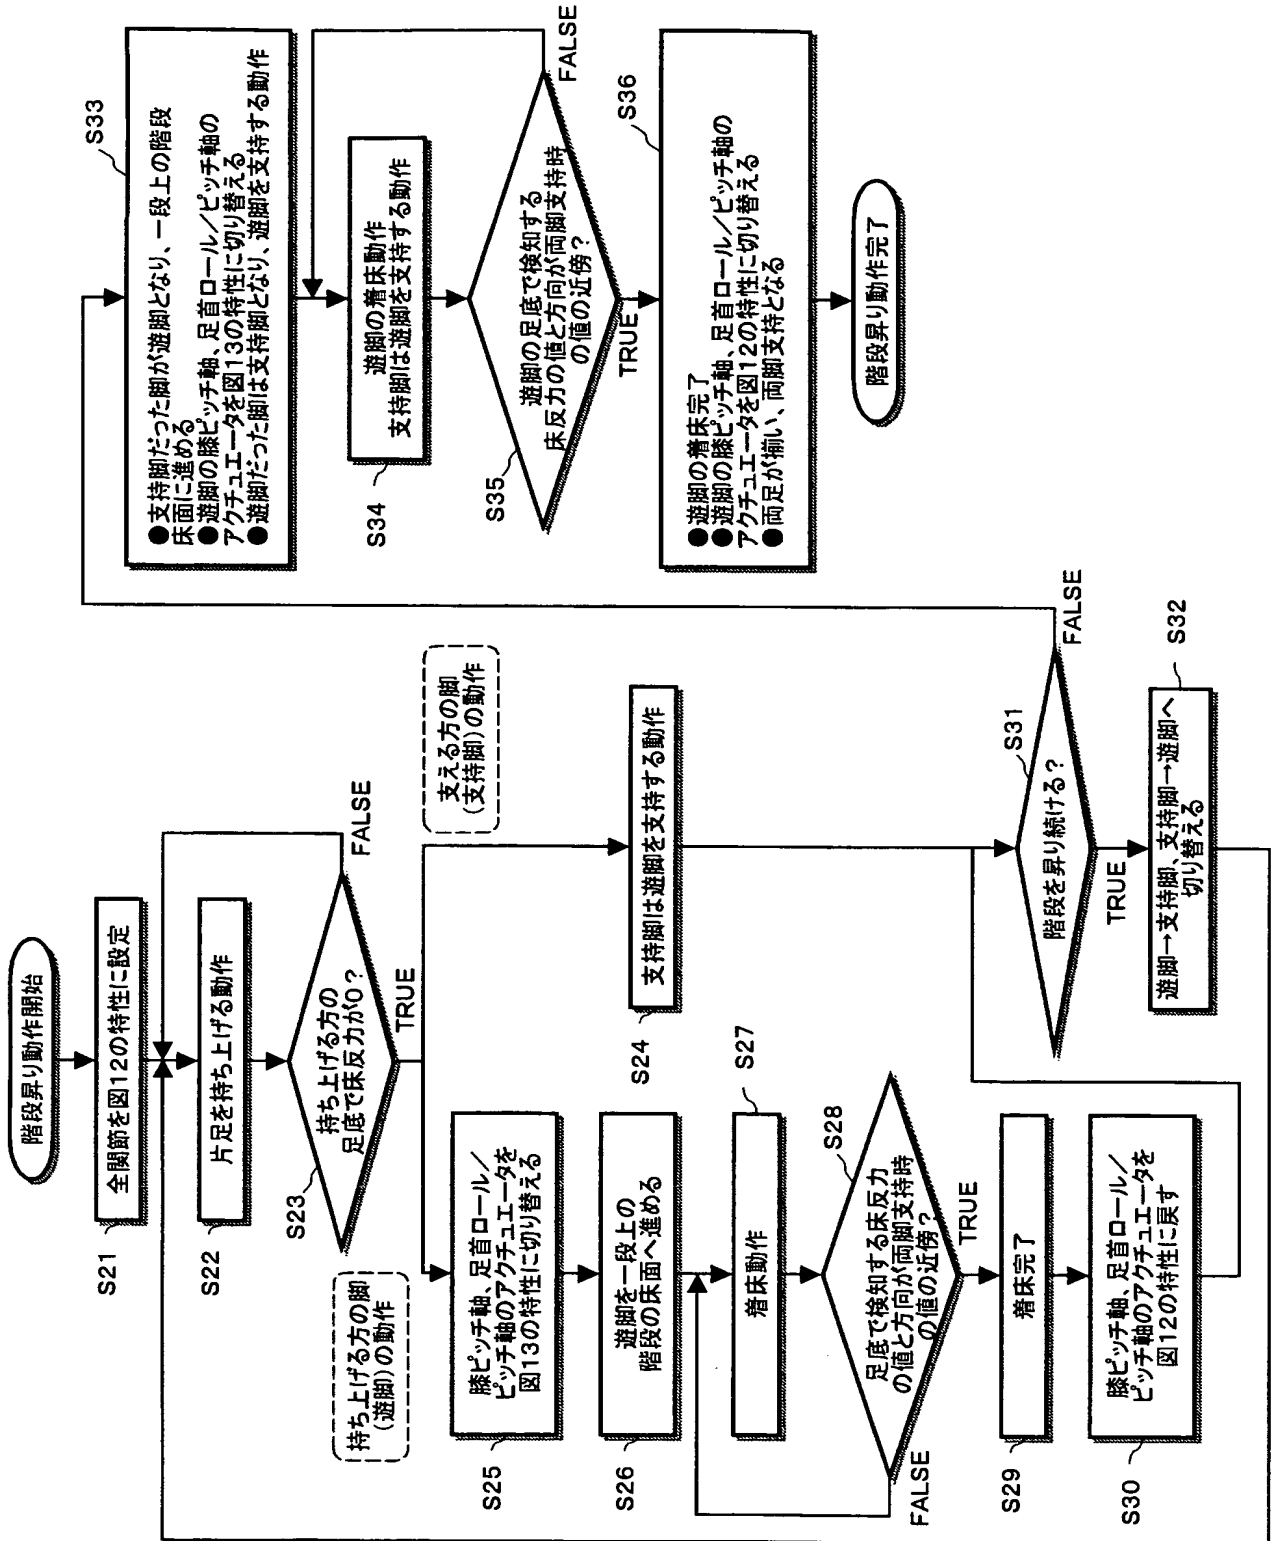 階段昇り動作開始
全関節を図12の特性に設定
S21
片足を持ち上げる動作
S22
持ち上げる方の
足底で床反力が0？
S23
FALSE
TRUE
持ち上げる方の脚
(遊脚)の動作
支える方の脚
(支持脚)の動作
支持脚は遊脚を支持する動作
S24
膝ピッチ軸、足首ロール／
ピッチ軸のアクチュエータを
図13の特性に切り替える
S25
遊脚を一段上の
階段の床面へ進める
S26
着床動作
S27
足底で検知する床反力
の値と方向が両脚支持時
の値の近傍？
S28
FALSE
TRUE
着床完了
S29
膝ピッチ軸、足首ロール／
ピッチ軸のアクチュエータを
図12の特性に戻す
S30
階段を昇り続ける？
S31
FALSE
TRUE
遊脚→支持脚、支持脚→遊脚へ
切り替える
S32
S33
●支持脚だった脚が遊脚となり、一段上の階段
床面に進める
●遊脚の膝ピッチ軸、足首ロール／ピッチ軸の
アクチュエータを図13の特性に切り替える
●遊脚だった脚は支持脚となり、遊脚を支持する動作
遊脚の着床動作
支持脚は遊脚を支持する動作
S34
遊脚の足底で検知する
床反力の値と方向が両脚支持時
の値の近傍？
S35
FALSE
TRUE
S36
●遊脚の着床完了
●遊脚の膝ピッチ軸、足首ロール／ピッチ軸の
アクチュエータを図12の特性に切り替える
●両足が揃い、両脚支持となる
階段昇り動作完了